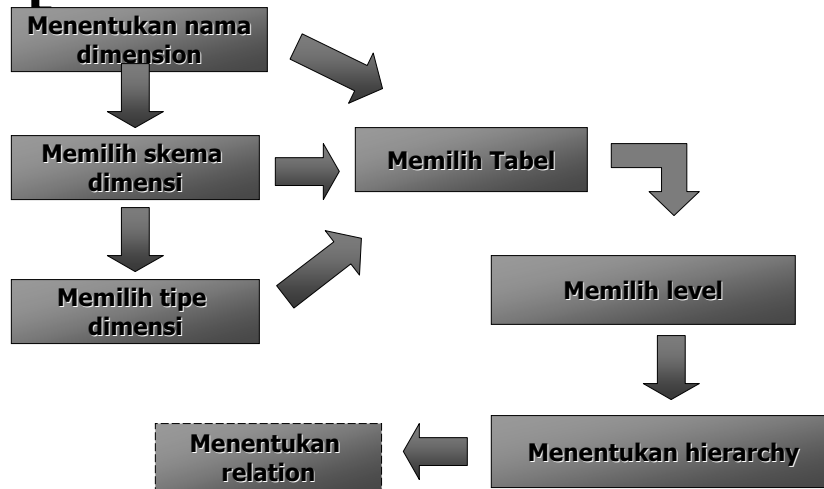 Menentukan nama
dimension
Memilih skema
dimensi
Memilih Tabel
Memilih tipe
dimensi
Memilih level
Menentukan hierarchy
Menentukan
relation